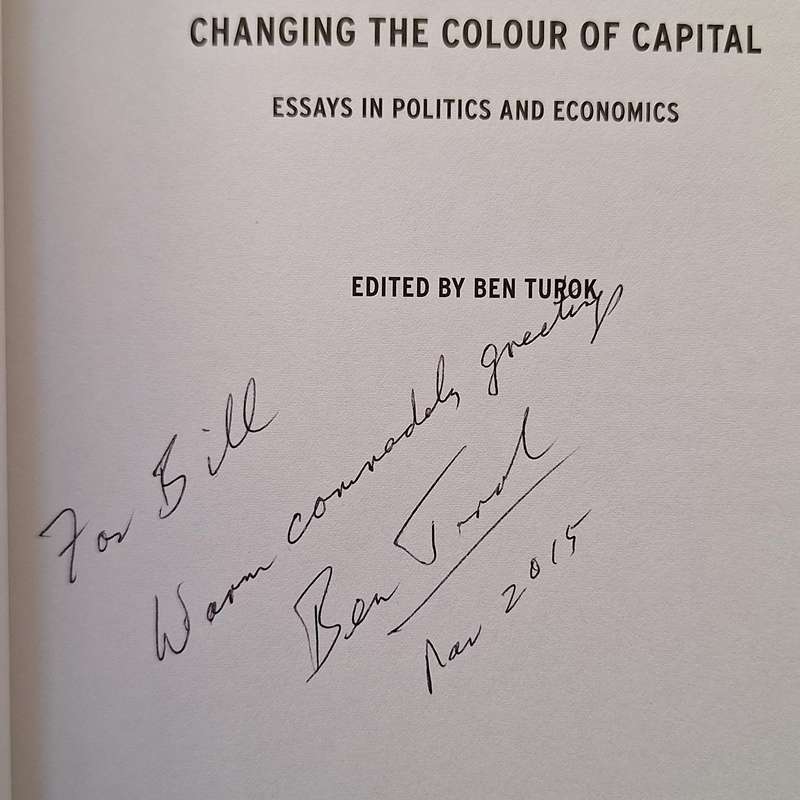 CHANGING THE COLOUR OF CAPITAL
ESSAYS IN POLITICS AND ECONOMICS
EDITED BY BEN TUROK
For Bill
Warm comradely greetings
Ben Turok
2015